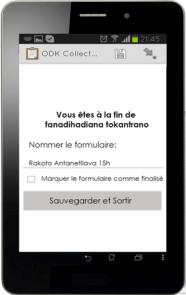 21:45
ODK Collect...
Vous êtes à la fin de
fanadihadiana tokantrano
Nommer le formulaire:
Rakoto Antanetilava 15h
Marquer le formulaire comme finalisé
Sauvegarder et Sortir